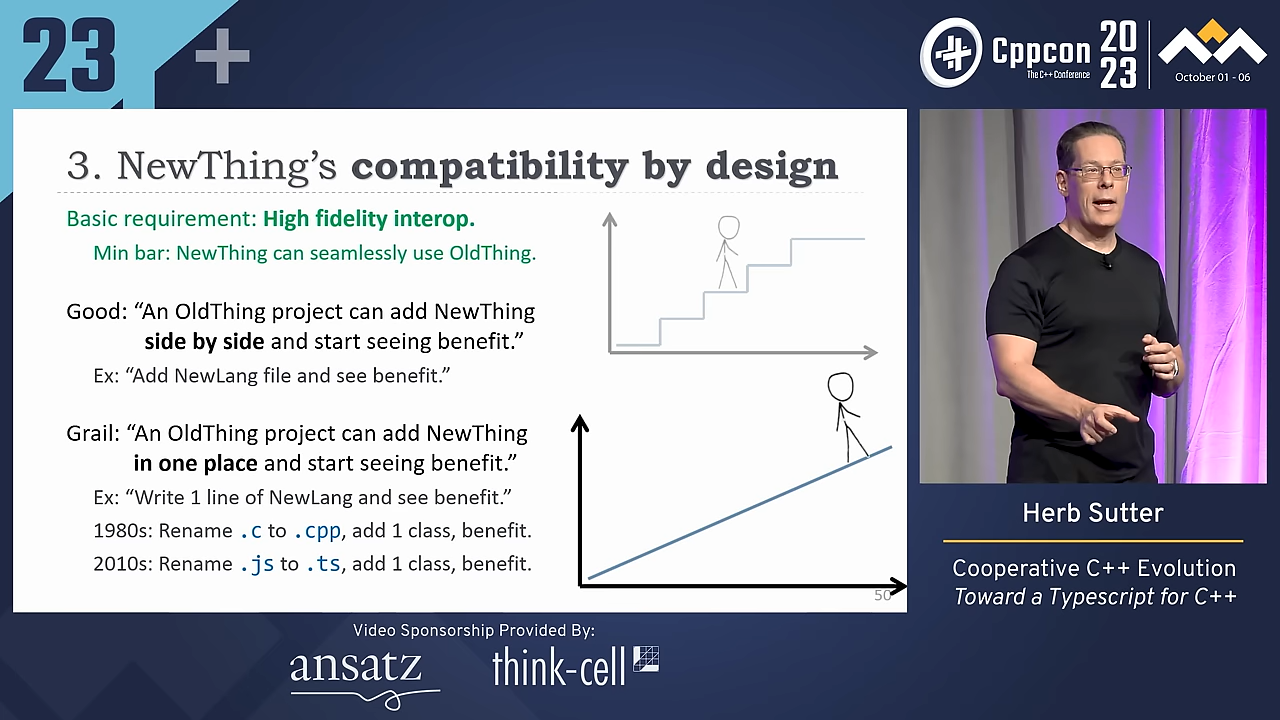 23
Cppcon
The C++ Conference
20
23
October 01 - 06
3. NewThing's compatibility by design
Basic requirement: High fidelity interop.
Min bar: NewThing can seamlessly use OldThing.
Good: “An OldThing project can add NewThing
side by side and start seeing benefit.”
Ex: “Add NewLang file and see benefit.”
Grail: “An OldThing project can add NewThing
in one place and start seeing benefit.”
Ex: “Write 1 line of NewLang and see benefit.”
1980s: Rename .c to .cpp, add 1 class, benefit.
2010s: Rename .js to .ts, add 1 class, benefit.
50
Herb Sutter
Cooperative C++ Evolution
Toward a Typescript for C++
Video Sponsorship Provided By:
ansatz
think-cell